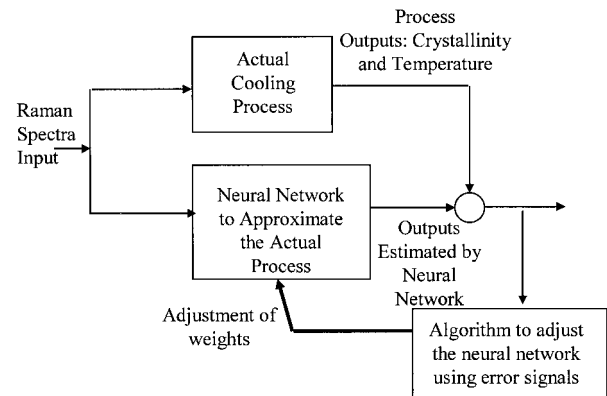 Process
Outputs: Crystallinity
and Temperature
Actual
Cooling
Process
Raman
Spectra
Input
Neural Network
to Approximate
the Actual
Process
Outputs
Estimated by
Neural
Network
Adjustment of
weights
Algorithm to adjust
the neural network
using error signals